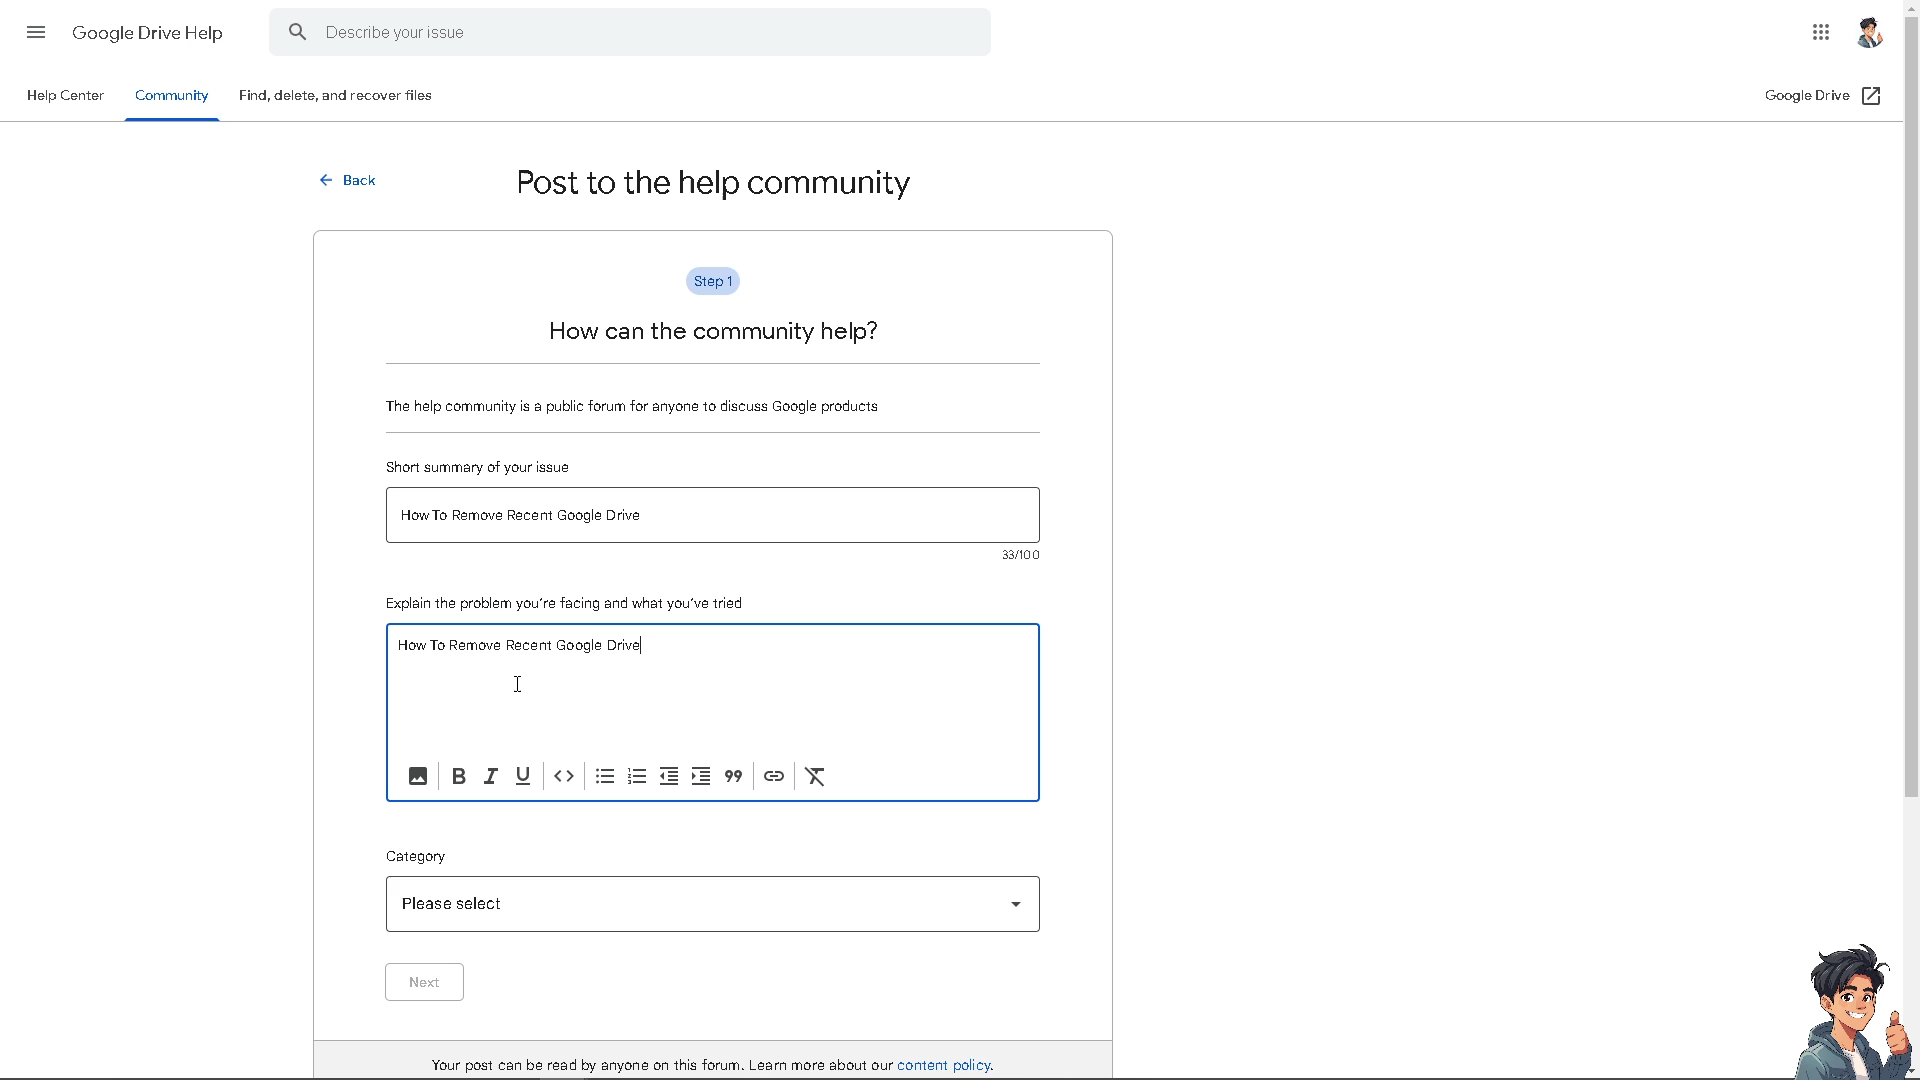 Google Drive Help
Describe your issue
Help Center
Community
Find, delete, and recover files
Google Drive
Back
Post to the help community
Step 1
How can the community help?
The help community is a public forum for anyone to discuss Google products
Short summary of your issue
How To Remove Recent Google Drive
33/100
Explain the problem you're facing and what you've tried
How To Remove Recent Google Drive
Category
Please select
Next
Your post can be read by anyone on this forum. Learn more about our content policy.